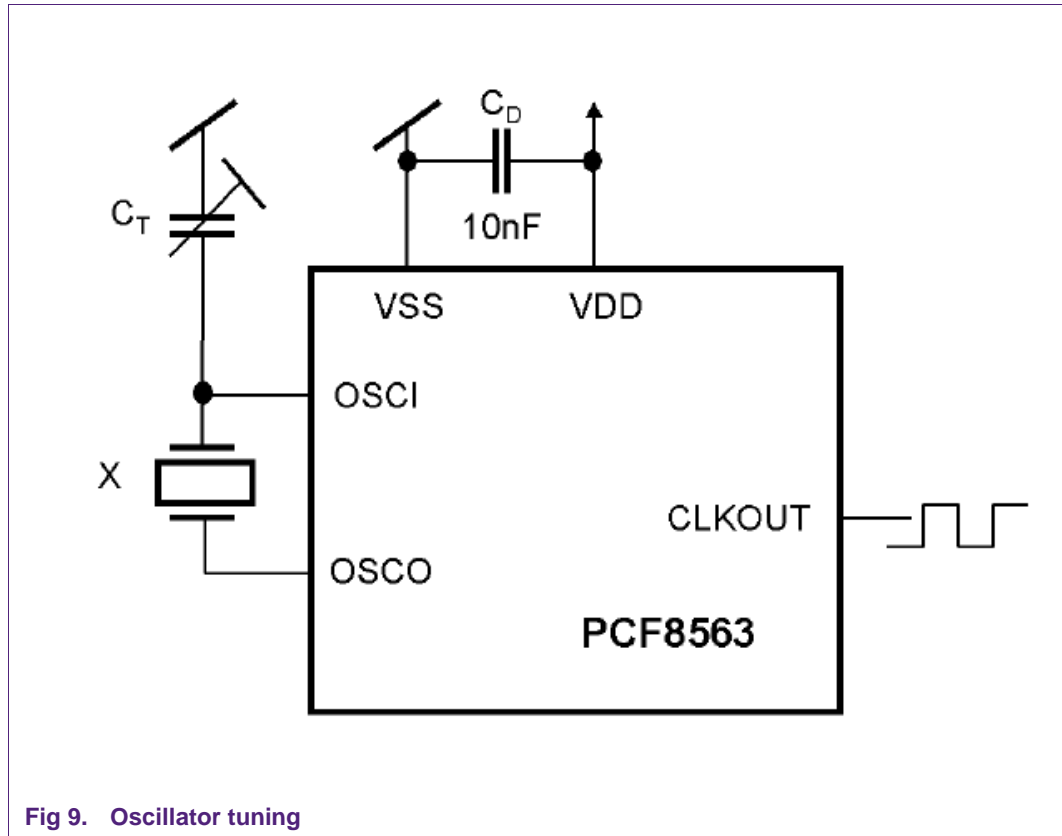 C_D
C_T
10nF
VSS VDD
OSCI
X
CLKOUT
OSCO
PCF8563
Fig 9. Oscillator tuning